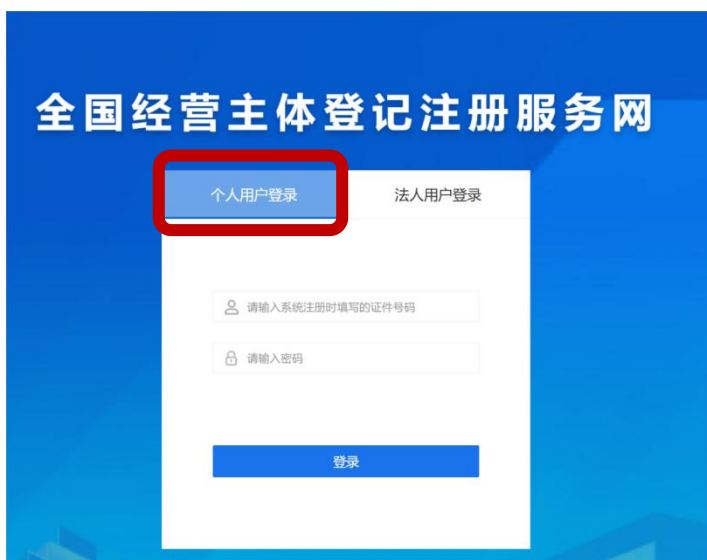 全国经营主体登记注册服务网
个人用户登录 法人用户登录
请输入系统注册时填写的证件号码
请输入密码
登录